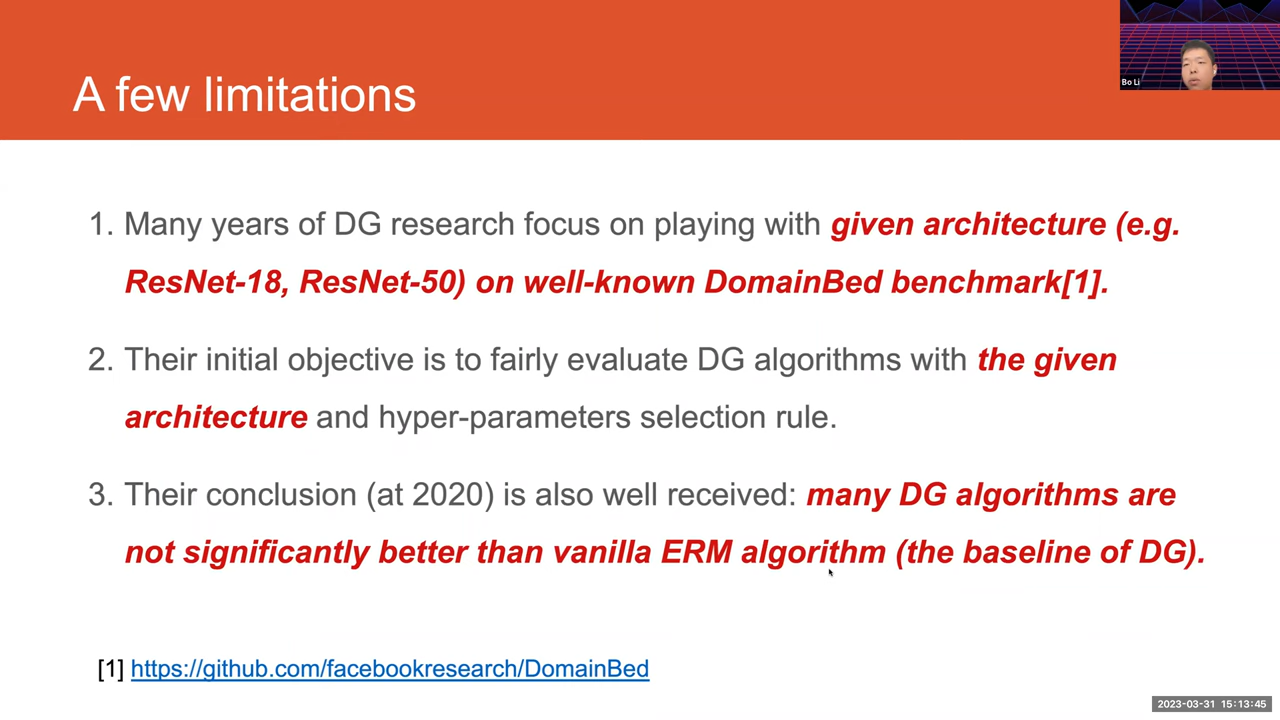 A few limitations
Bo Li
1. Many years of DG research focus on playing with given architecture (e.g.
ResNet-18, ResNet-50) on well-known DomainBed benchmark[1].
2. Their initial objective is to fairly evaluate DG algorithms with the given
architecture and hyper-parameters selection rule.
3. Their conclusion (at 2020) is also well received: many DG algorithms are
not significantly better than vanilla ERM algorithm (the baseline of DG).
[1] https://github.com/facebookresearch/DomainBed
2023-03-31 15:13:45